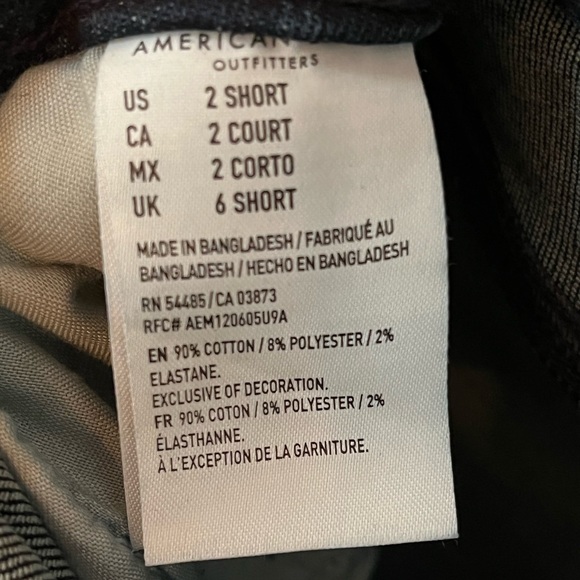 AMERICAN
OUTFITTERS
US 2 SHORT
CA 2 COURT
MX 2 CORTO
UK 6 SHORT
MADE IN BANGLADESH / FABRIQUÉ AU
BANGLADESH / HECHO EN BANGLADESH
RN 54485 / CA 03873
RFC# AEM120605U9A
EN 90% COTTON / 8% POLYESTER / 2%
ELASTANE.
EXCLUSIVE OF DECORATION.
FR 90% COTON / 8% POLYESTER / 2%
ÉLASTHANNE.
À L'EXCEPTION DE LA GARNITURE.